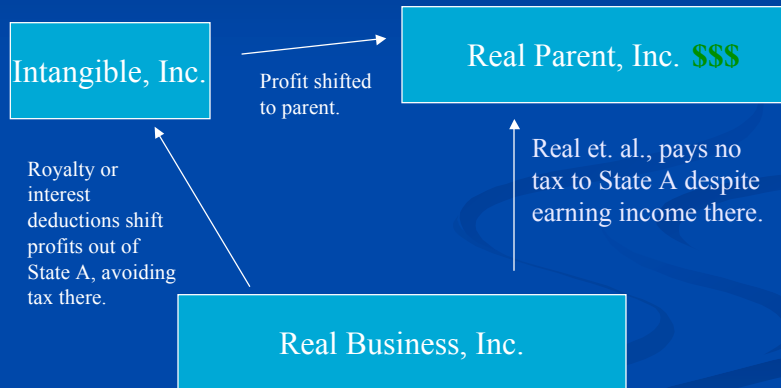 Intangible, Inc.
Real Parent, Inc. $$$
Profit shifted
to parent.
Royalty or
interest
deductions shift
profits out of
State A, avoiding
tax there.
Real et. al., pays no
tax to State A despite
earning income there.
Real Business, Inc.